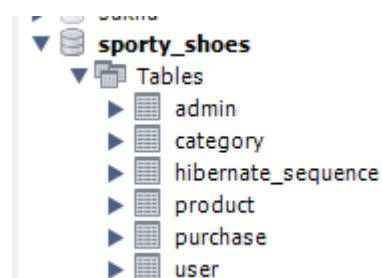 sporty_shoes
Tables
admin
category
hibernate_sequence
product
purchase
user